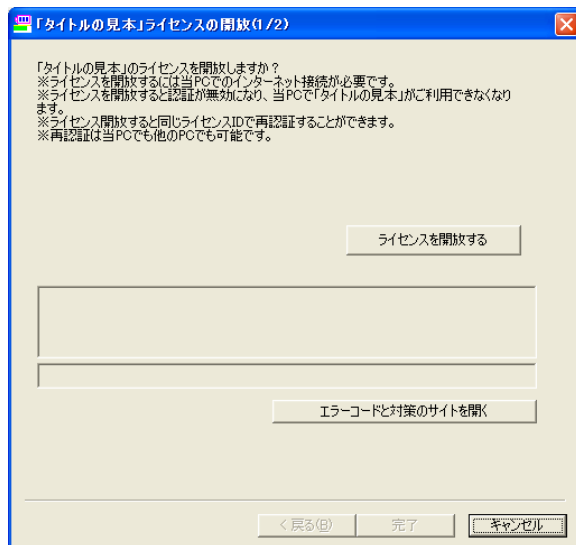 「タイトルの見本」ライセンスの開放(1/2)
「タイトルの見本」のライセンスを開放しますか?
※ライセンスを開放するには当PCでのインターネット接続が必要です。
※ライセンスを開放すると認証が無効になり、当PCで「タイトルの見本」がご利用できなくなり
ます。
※ライセンス開放すると同じライセンスIDで再認証することができます。
※再認証は当PCでも他のPCでも可能です。
ライセンスを開放する
エラーコードと対策のサイトを開く
< 戻る(B)
完了
キャンセル